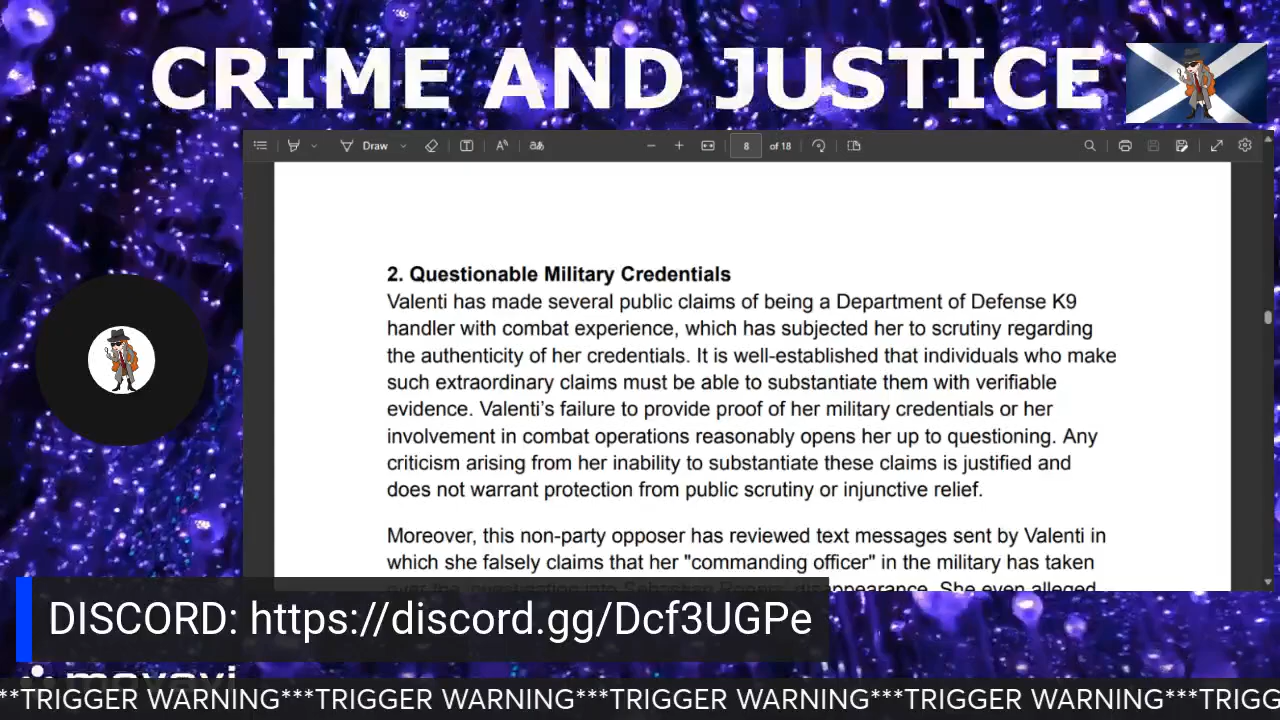 CRIME AND JUSTICE
Draw
8 of 18
2. Questionable Military Credentials
Valenti has made several public claims of being a Department of Defense K9
handler with combat experience, which has subjected her to scrutiny regarding
the authenticity of her credentials. It is well-established that individuals who make
such extraordinary claims must be able to substantiate them with verifiable
evidence. Valenti's failure to provide proof of her military credentials or her
involvement in combat operations reasonably opens her up to questioning. Any
criticism arising from her inability to substantiate these claims is justified and
does not warrant protection from public scrutiny or injunctive relief.
Moreover, this non-party opposer has reviewed text messages sent by Valenti in
which she falsely claims that her "commanding officer" in the military has taken
disappearance. She even alleged
DISCORD: https://discord.gg/Dcf3UGPe
**TRIGGER WARNING***TRIGGER WARNING***TRIGGER WARNING***TRIGGER WARNING***TRIGG